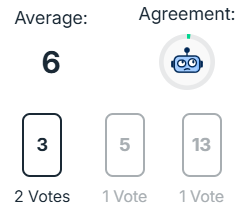 Average: Agreement:
6
3 5 13
2 Votes 1 Vote 1 Vote